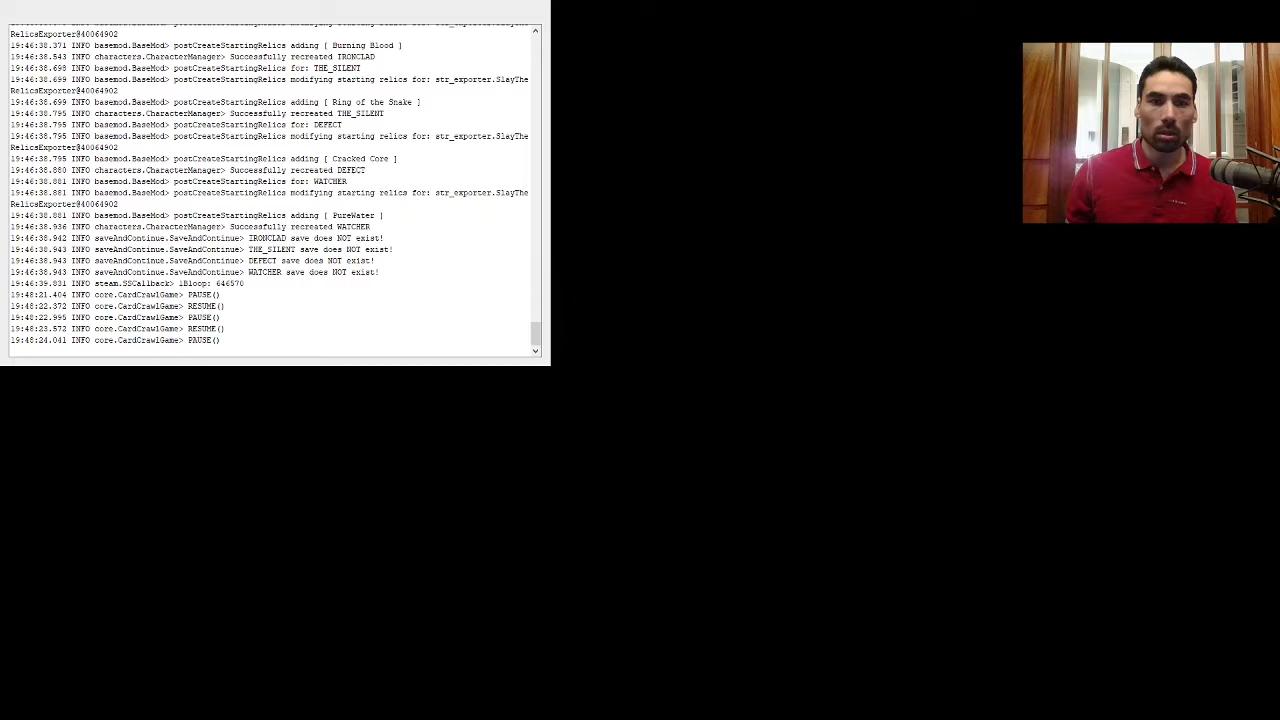 RelicsExporter@40064902
19:46:38.371 INFO basemod.BaseMod> postCreateStartingRelics adding [ Burning Blood ]
19:46:38.543 INFO characters.CharacterManager> Successfully recreated IRONCLAD
19:46:38.698 INFO basemod.BaseMod> postCreateStartingRelics for: THE_SILENT
19:46:38.699 INFO basemod.BaseMod> postCreateStartingRelics modifying starting relics for: str_exporter.SlayThe
RelicsExporter@40064902
19:46:38.699 INFO basemod.BaseMod> postCreateStartingRelics adding [ Ring of the Snake ]
19:46:38.795 INFO characters.CharacterManager> Successfully recreated THE_SILENT
19:46:38.795 INFO basemod.BaseMod> postCreateStartingRelics for: DEFECT
19:46:38.795 INFO basemod.BaseMod> postCreateStartingRelics modifying starting relics for: str_exporter.SlayThe
RelicsExporter@40064902
19:46:38.795 INFO basemod.BaseMod> postCreateStartingRelics adding [ Cracked Core ]
19:46:38.880 INFO characters.CharacterManager> Successfully recreated DEFECT
19:46:38.881 INFO basemod.BaseMod> postCreateStartingRelics for: WATCHER
19:46:38.881 INFO basemod.BaseMod> postCreateStartingRelics modifying starting relics for: str_exporter.SlayThe
RelicsExporter@40064902
19:46:38.881 INFO basemod.BaseMod> postCreateStartingRelics adding [ PureWater ]
19:46:38.936 INFO characters.CharacterManager> Successfully recreated WATCHER
19:46:38.942 INFO saveAndContinue.SaveAndContinue> IRONCLAD save does NOT exist!
19:46:38.943 INFO saveAndContinue.SaveAndContinue> THE_SILENT save does NOT exist!
19:46:38.943 INFO saveAndContinue.SaveAndContinue> DEFECT save does NOT exist!
19:46:38.943 INFO saveAndContinue.SaveAndContinue> WATCHER save does NOT exist!
19:46:39.831 INFO steam.SSCallback> lBloop: 646570
19:48:21.404 INFO core.CardCrawlGame> PAUSE()
19:48:22.372 INFO core.CardCrawlGame> RESUME()
19:48:22.995 INFO core.CardCrawlGame> PAUSE()
19:48:23.572 INFO core.CardCrawlGame> RESUME()
19:48:24.041 INFO core.CardCrawlGame> PAUSE()